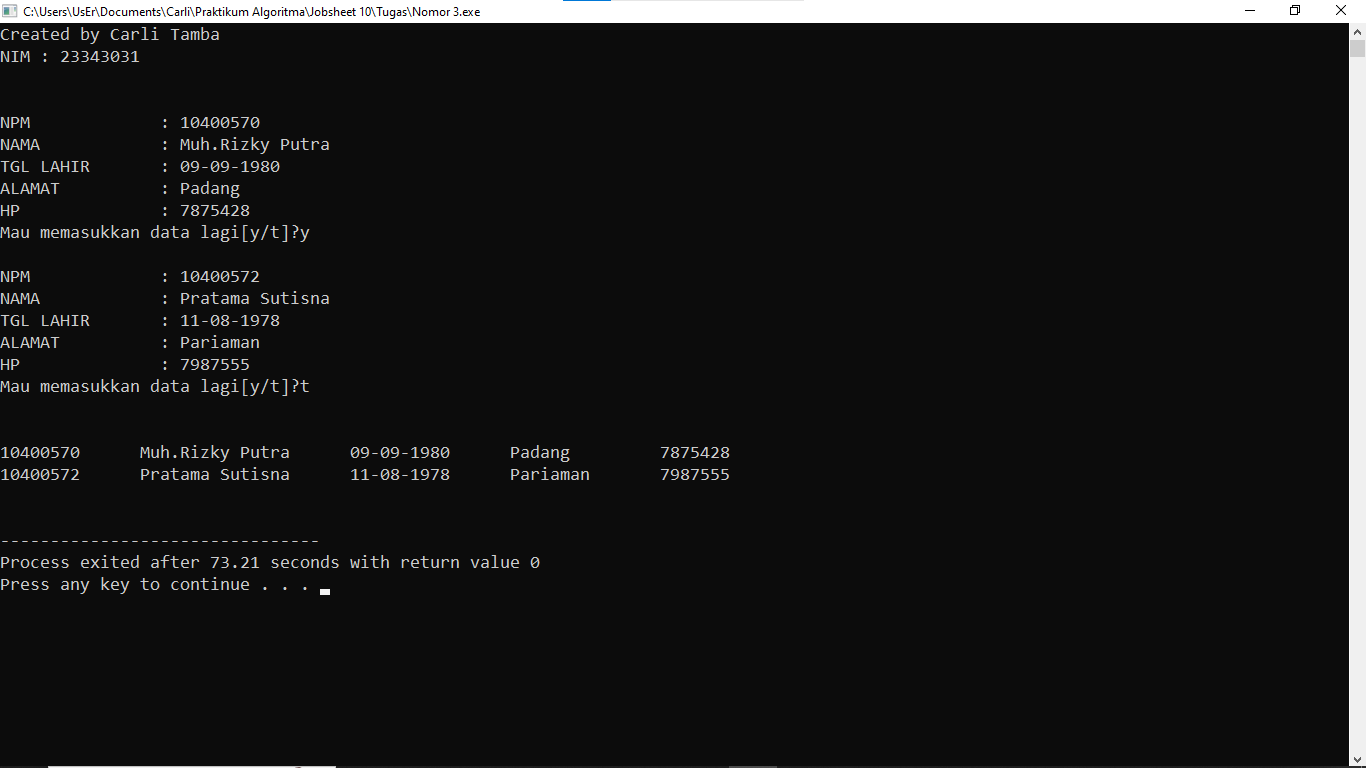 C:\Users\UsEr\Documents\Carli\Praktikum Algoritma\Jobsheet 10\Tugas\Nomor 3.exe
Created by Carli Tamba
NIM : 23343031
NPM : 10400570
NAMA : Muh.Rizky Putra
TGL LAHIR : 09-09-1980
ALAMAT : Padang
HP : 7875428
Mau memasukkan data lagi[y/t]?y
NPM : 10400572
NAMA : Pratama Sutisna
TGL LAHIR : 11-08-1978
ALAMAT : Pariaman
HP : 7987555
Mau memasukkan data lagi[y/t]?t
10400570 Muh.Rizky Putra 09-09-1980 Padang 7875428
10400572 Pratama Sutisna 11-08-1978 Pariaman 7987555
--------------------------------
Process exited after 73.21 seconds with return value 0
Press any key to continue . . .